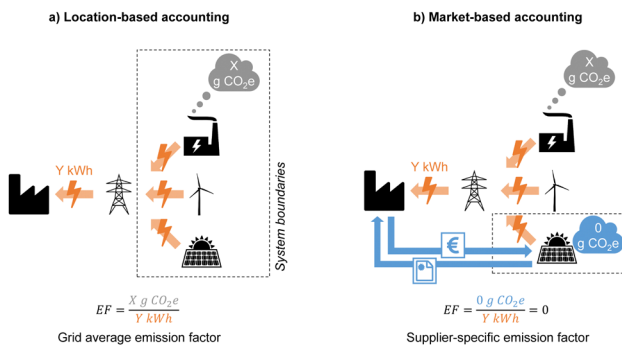 a) Location-based accounting
X
g CO₂e
Y kWh
System boundaries
EF = X g CO₂e / Y kWh
Grid average emission factor
b) Market-based accounting
X
g CO₂e
Y kWh
0
g CO₂e
€
EF = 0 g CO₂e / Y kWh = 0
Supplier-specific emission factor